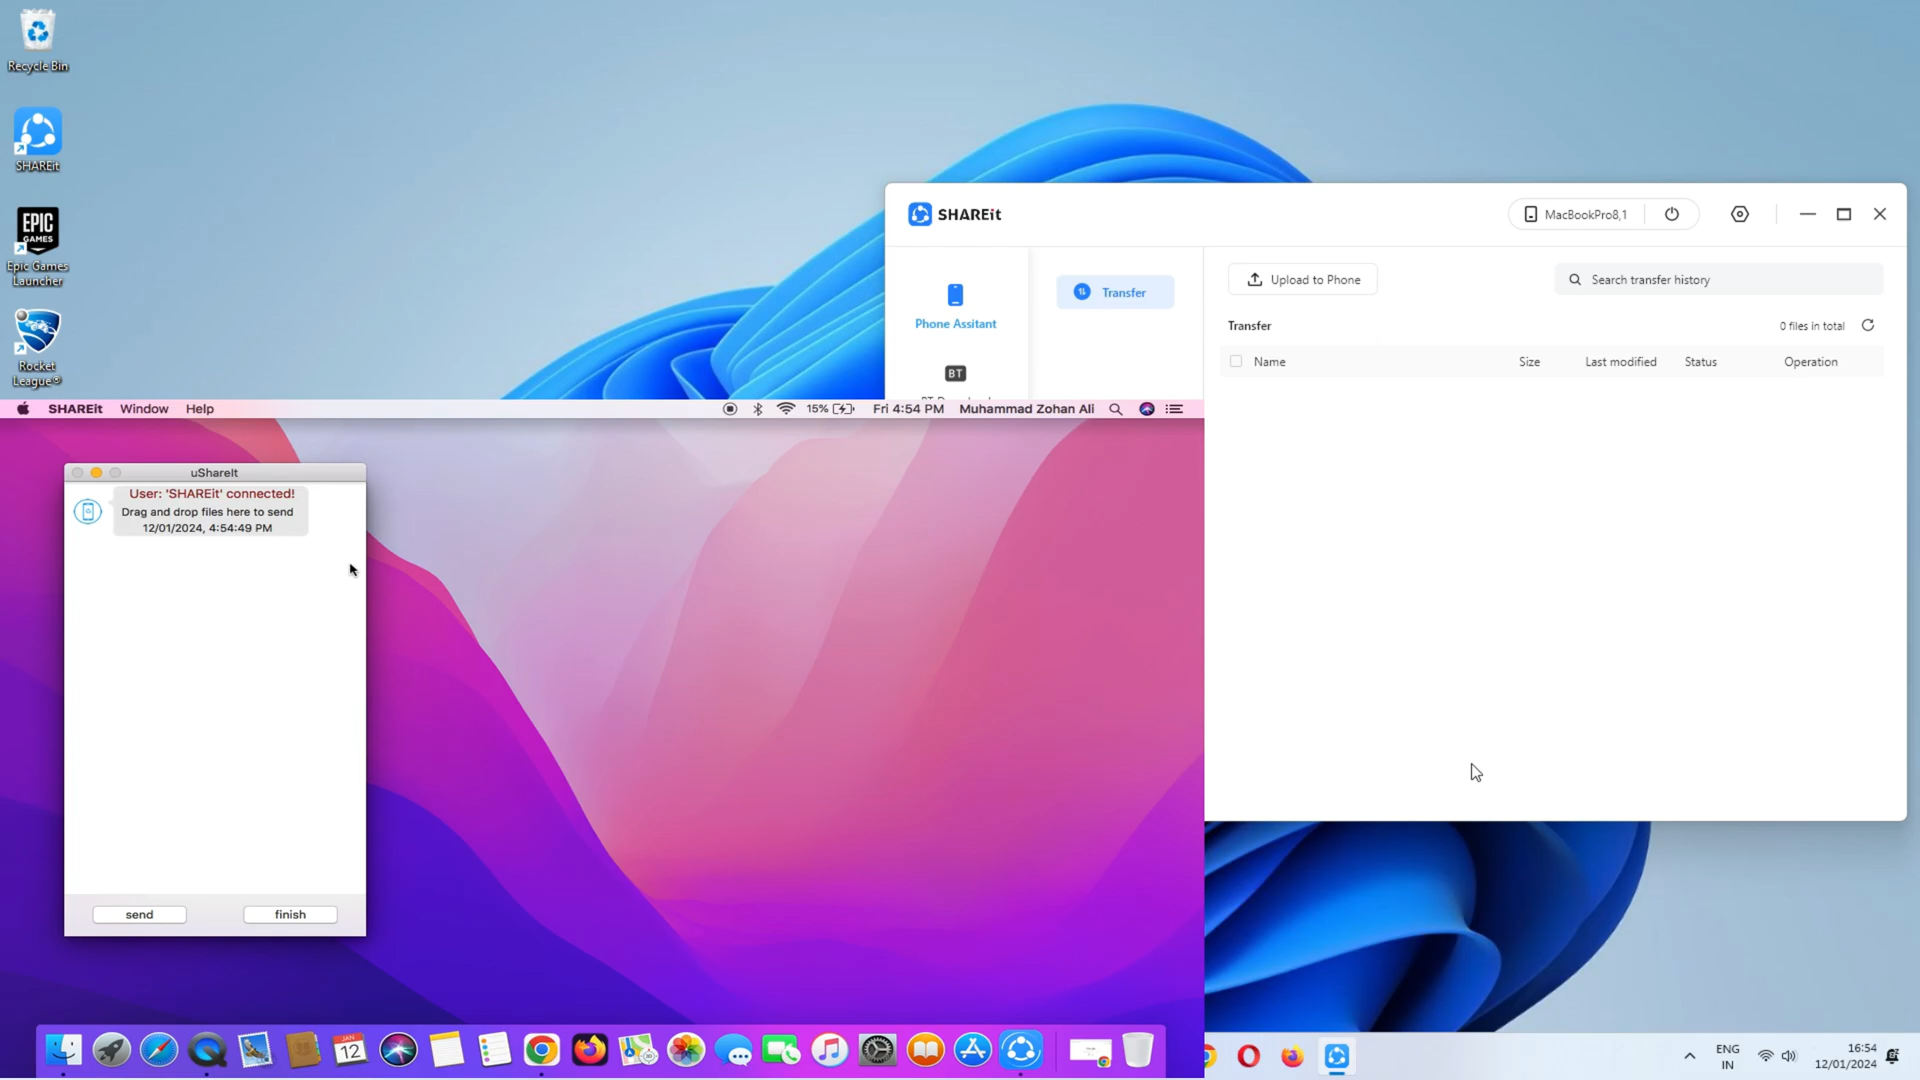 Recycle Bin
SHAREit
EPIC
GAMES
Epic Games
Launcher
Rocket
League®
SHAREit
MacBookPro8,1
Phone Assitant
BT
Transfer
Upload to Phone
Search transfer history
Transfer
0 files in total
Name
Size
Last modified
Status
Operation
SHAREit Window Help
15%
Fri 4:54 PM
Muhammad Zohan Ali
uShareIt
User: 'SHAREit' connected!
Drag and drop files here to send
12/01/2024, 4:54:49 PM
send
finish
JAN
12
ENG
IN
16:54
12/01/2024